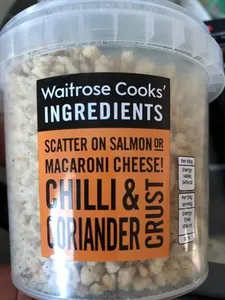 Waitrose Cooks'
INGREDIENTS
SCATTER ON SALMON OR
MACARONI CHEESE!
CHILLI &
CORIANDER
CRUST